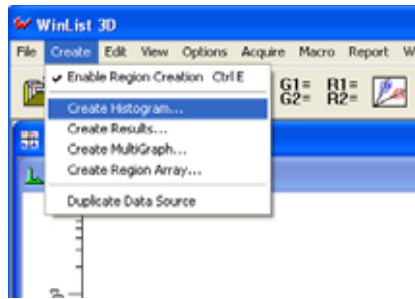 WinList 3D
File Create Edit View Options Acquire Macro Report W
Enable Region Creation Ctrl E
G1= R1=
G2= R2=
Create Histogram...
Create Results...
Create MultiGraph...
Create Region Array...
Duplicate Data Source